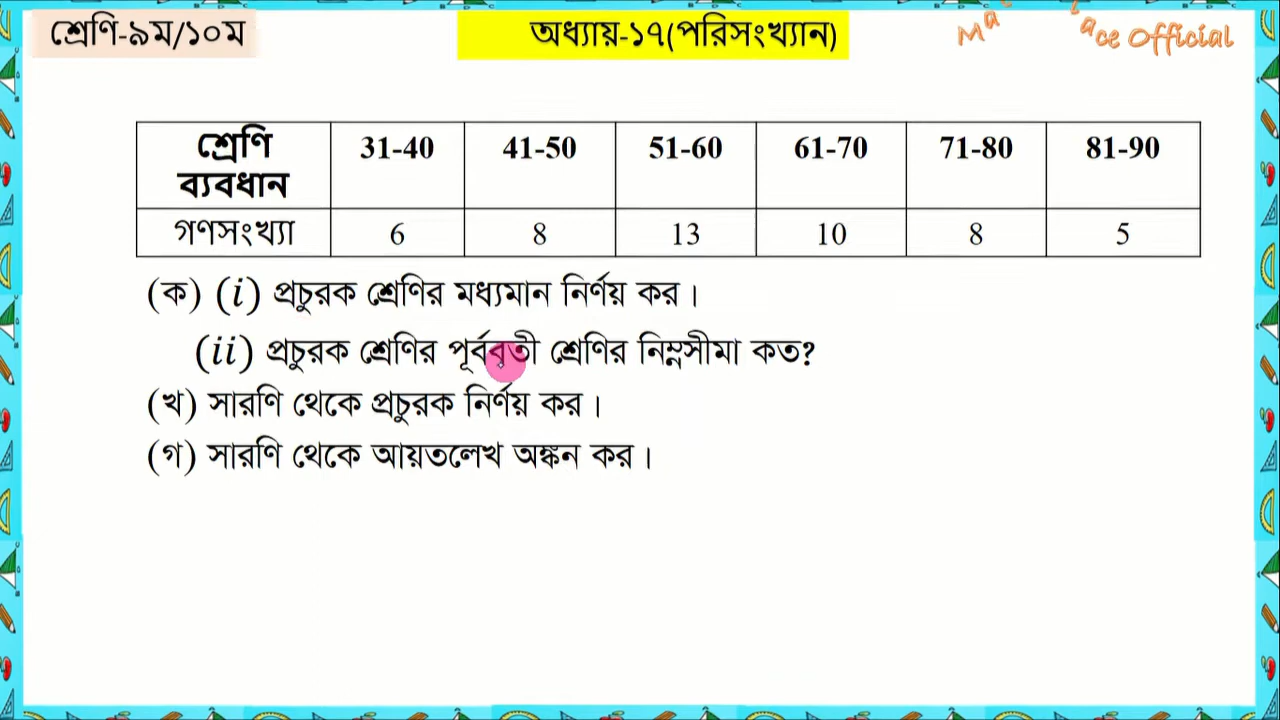 শ্রেণি-৯ম/১০ম
অধ্যায়-১৭(পরিসংখ্যান)
Official
শ্রেণি ব্যবধান 31-40 41-50 51-60 61-70 71-80 81-90
গণসংখ্যা 6 8 13 10 8 5
(ক) (i) প্রচুরক শ্রেণির মধ্যমান নির্ণয় কর।
(ii) প্রচুরক শ্রেণির পূর্ববর্তী শ্রেণির নিম্নসীমা কত?
(খ) সারণি থেকে প্রচুরক নির্ণয় কর।
(গ) সারণি থেকে আয়তলেখ অঙ্কন কর।